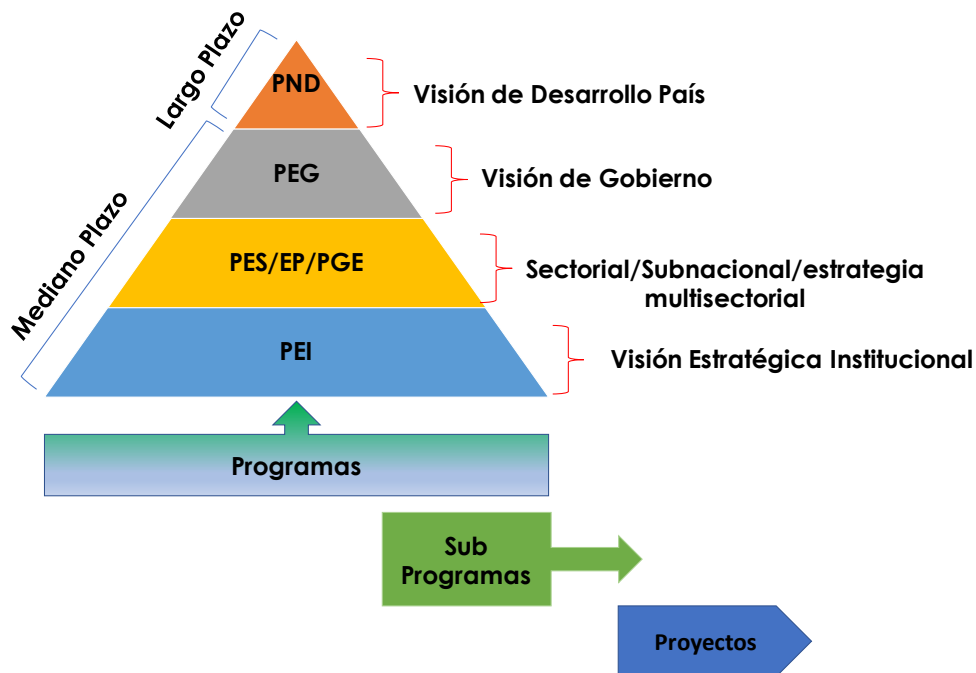 Largo Plazo
PND
Visión de Desarrollo País
Mediano Plazo
PEG
Visión de Gobierno
PES/EP/PGE
Sectorial/Subnacional/estrategia
multisectorial
PEI
Visión Estratégica Institucional
Programas
Sub
Programas
Proyectos